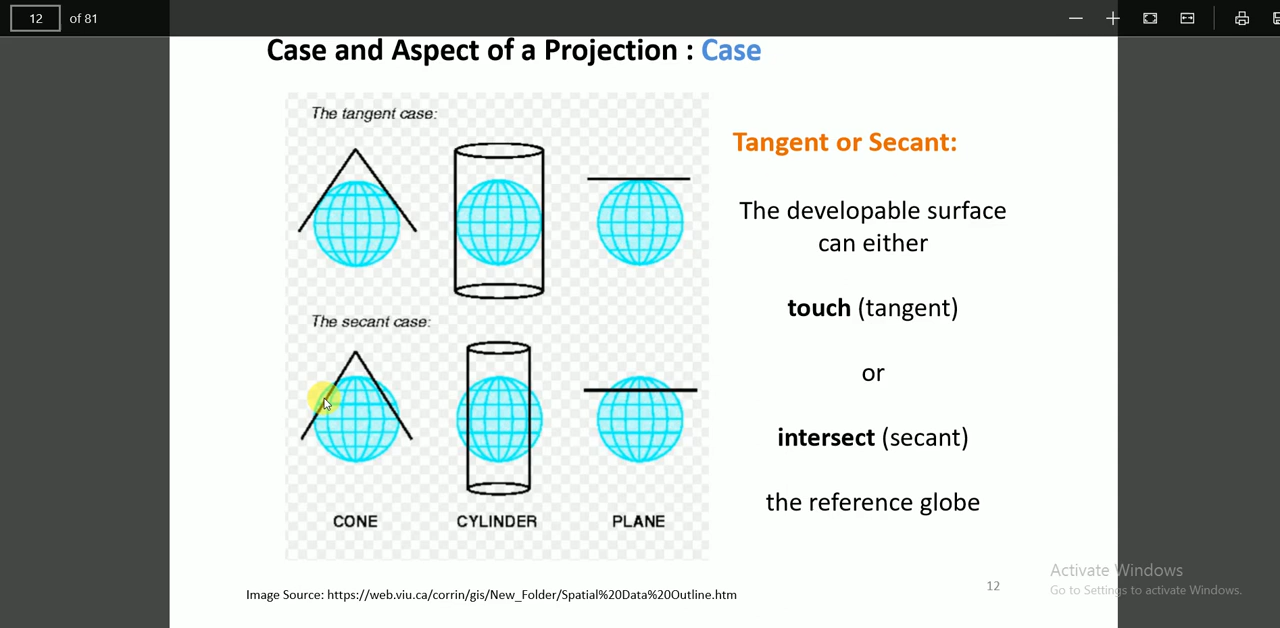 12 of 81
Case and Aspect of a Projection : Case
The tangent case:
The secant case:
CONE CYLINDER PLANE
Tangent or Secant:
The developable surface
can either
touch (tangent)
or
intersect (secant)
the reference globe
12
Image Source: https://web.viu.ca/corrin/gis/New_Folder/Spatial%20Data%20Outline.htm
Activate Windows
Go to Settings to activate Windows.